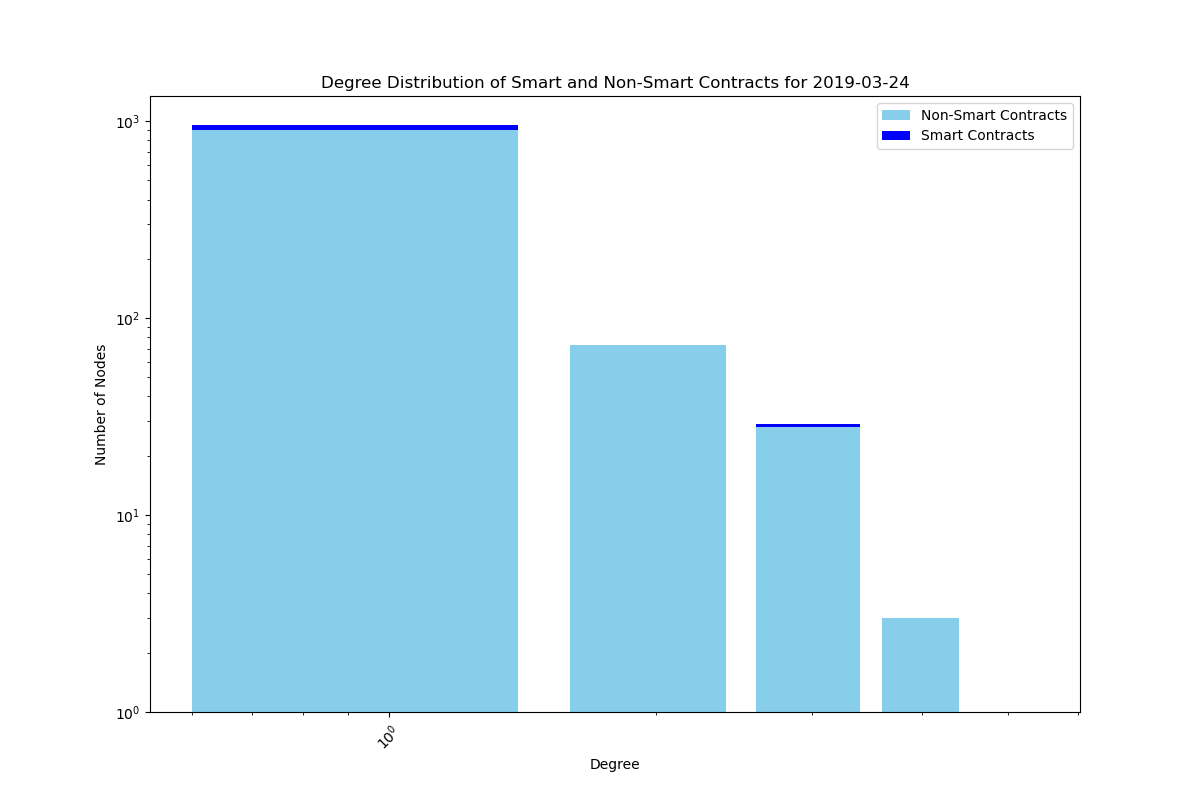 Degree Distribution of Smart and Non-Smart Contracts for 2019-03-24
Non-Smart Contracts
Smart Contracts
10³
10²
10¹
10⁰
Number of Nodes
10⁰
Degree